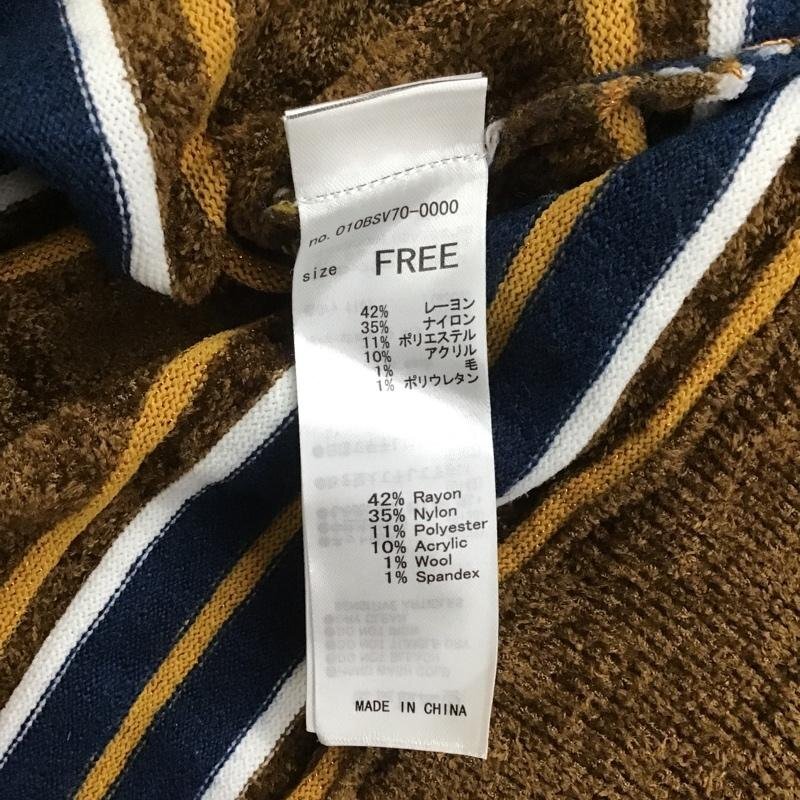 no. 010BSV70-0000
size FREE
42% レーヨン
35% ナイロン
11% ポリエステル
10% アクリル
1% 毛
1% ポリウレタン
42% Rayon
35% Nylon
11% Polyester
10% Acrylic
1% Wool
1% Spandex
MADE IN CHINA